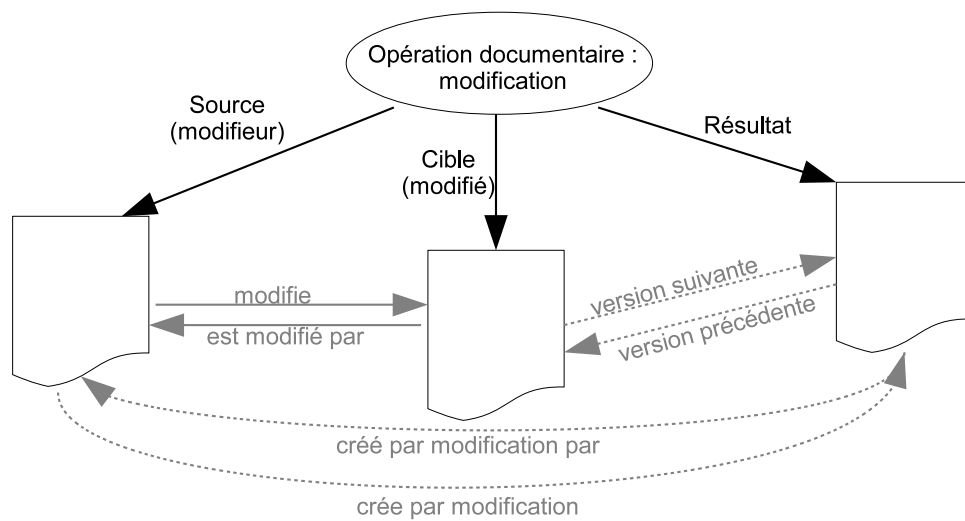 Opération documentaire :
modification
Source
(modifieur)
Cible
(modifié)
Résultat
modifie
est modifié par
version suivante
version précédente
créé par modification par
crée par modification